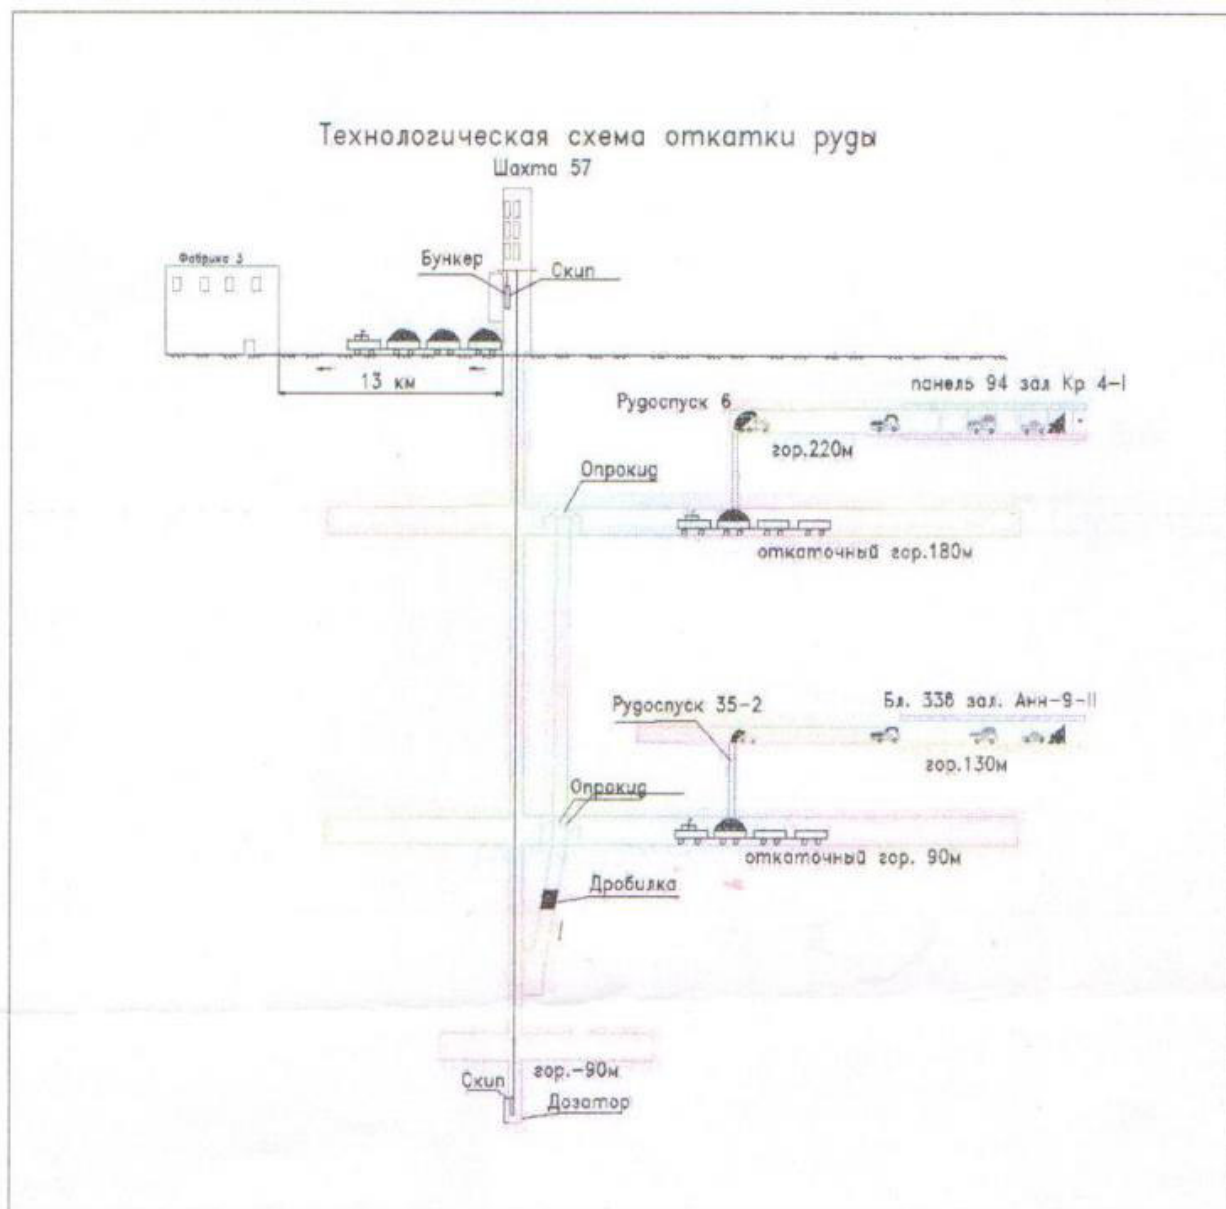 Технологическая схема откатки руды
Шахта 57
Фабрика 3
Бункер
Скип
13 км
панель 94 зал Кр 4-I
Рудоспуск 6
гор.220м
Опрокид
откаточный гор.180м
Рудоспуск 35-2
Бл. 338 зал. Анн-9-II
гор.130м
Опрокид
откаточный гор. 90м
Дробилка
гор.-90м
Скип
Дозатор